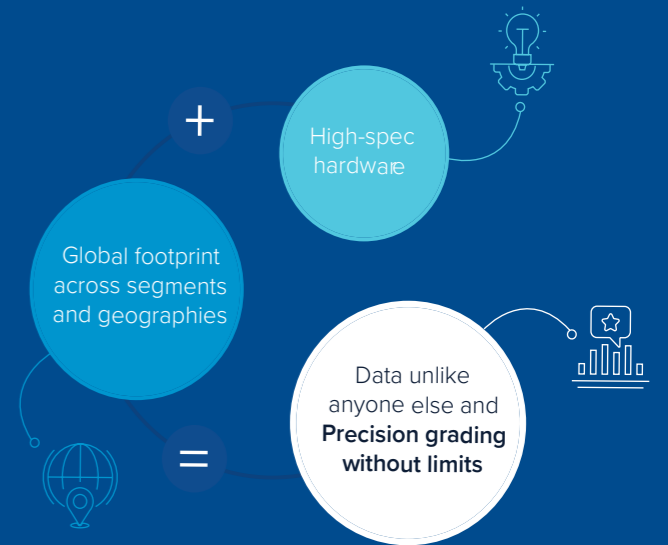 +
High-spec
hardware
Global footprint
across segments
and geographies
=
Data unlike
anyone else and
Precision grading
without limits